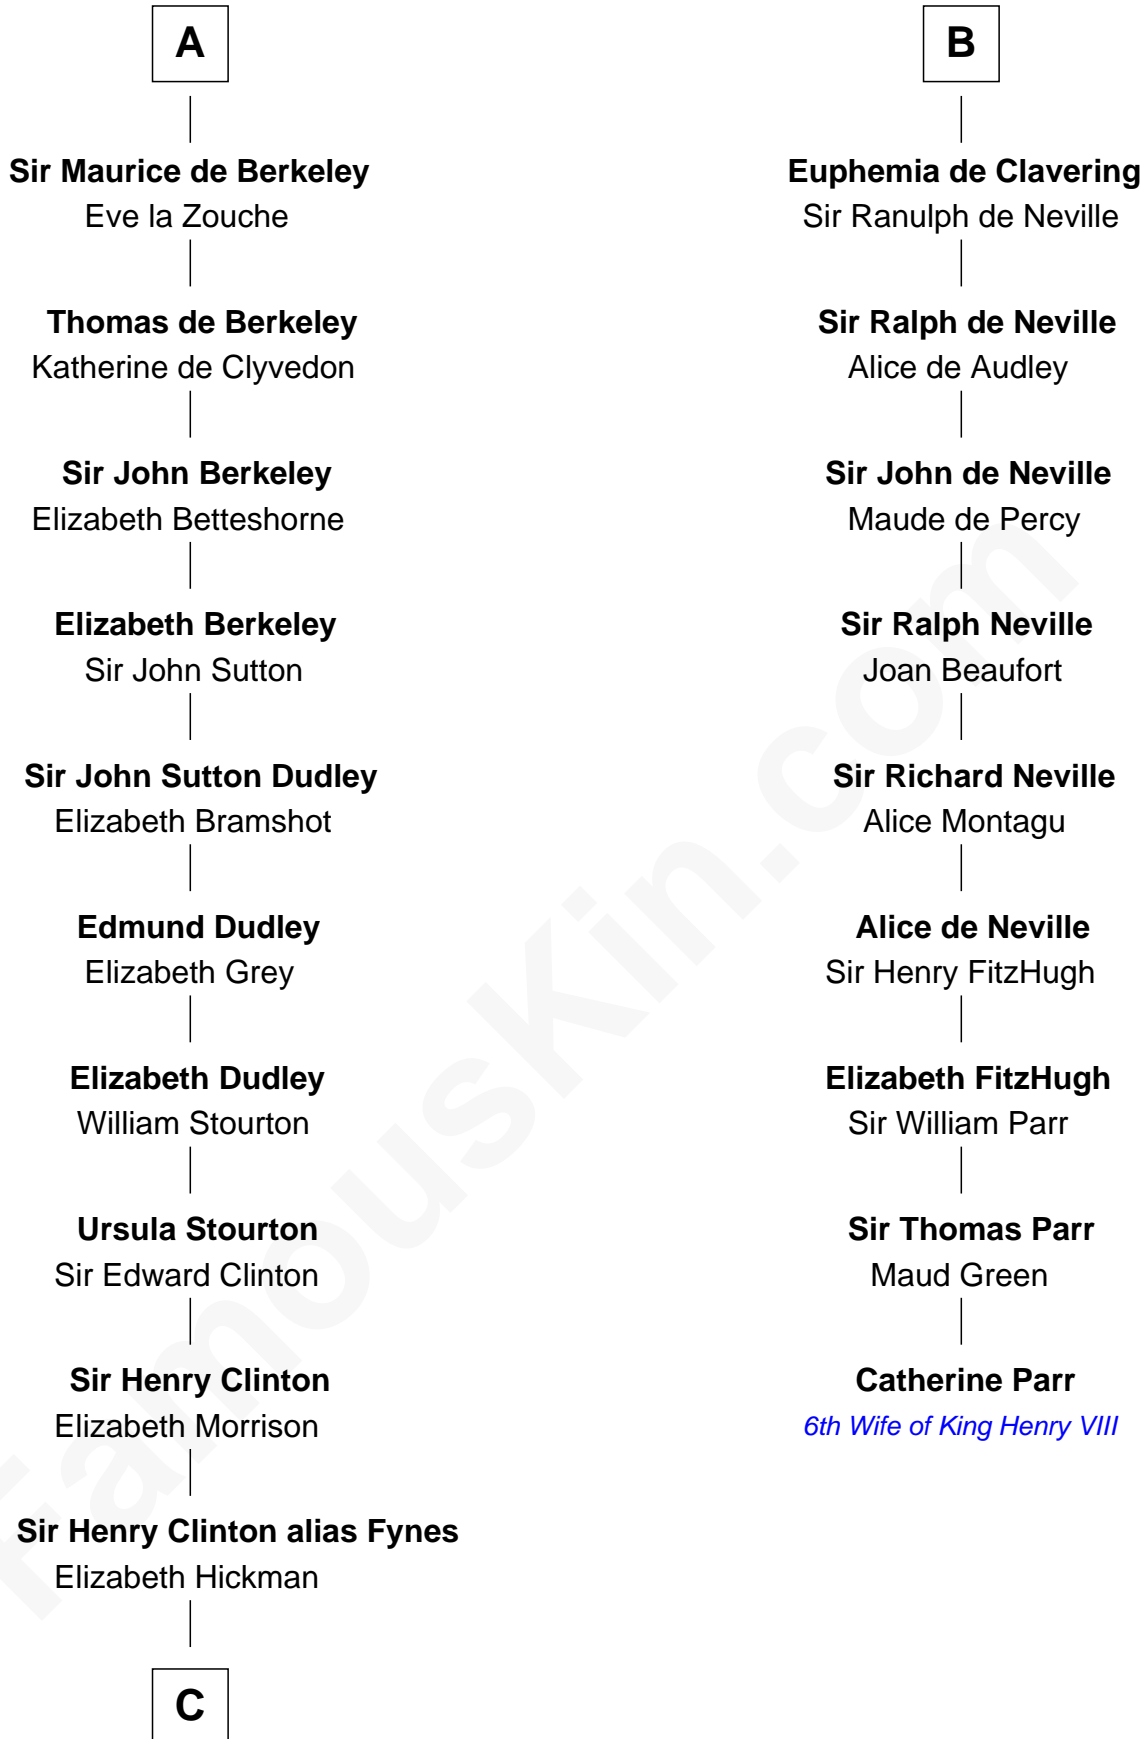 A
Sir Maurice de Berkeley
Eve la Zouche
Thomas de Berkeley
Katherine de Clyvedon
Sir John Berkeley
Elizabeth Betteshorne
Elizabeth Berkeley
Sir John Sutton
Sir John Sutton Dudley
Elizabeth Bramshot
Edmund Dudley
Elizabeth Grey
Elizabeth Dudley
William Stourton
Ursula Stourton
Sir Edward Clinton
Sir Henry Clinton
Elizabeth Morrison
Sir Henry Clinton alias Fynes
Elizabeth Hickman
C
B
Euphemia de Clavering
Sir Ranulph de Neville
Sir Ralph de Neville
Alice de Audley
Sir John de Neville
Maude de Percy
Sir Ralph Neville
Joan Beaufort
Sir Richard Neville
Alice Montagu
Alice de Neville
Sir Henry FitzHugh
Elizabeth FitzHugh
Sir William Parr
Sir Thomas Parr
Maud Green
Catherine Parr
6th Wife of King Henry VIII
FamousKin.com